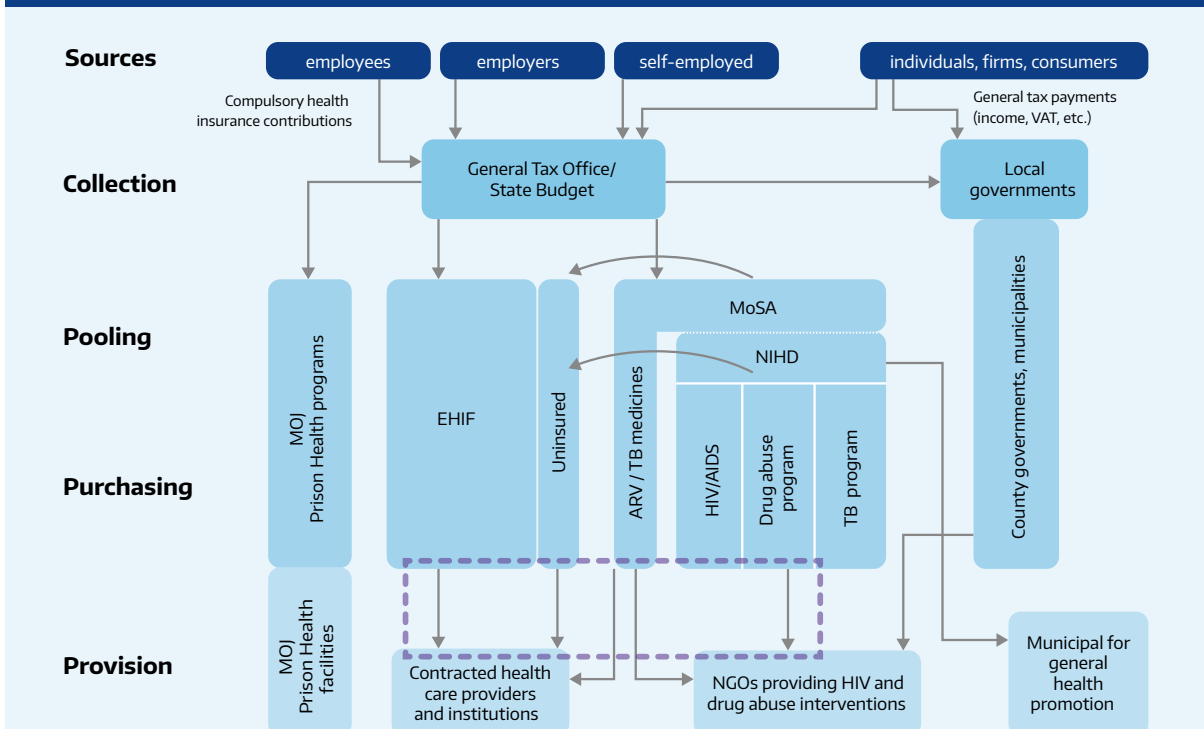 Sources
employees
employers
self-employed
individuals, firms, consumers
Compulsory health
insurance contributions
General tax payments
(income, VAT, etc.)
Collection
General Tax Office/
State Budget
Local
governments
Pooling
Purchasing
MOJ
Prison Health programs
EHIF
Uninsured
MoSA
ARV / TB medicines
NIHD
HIV/AIDS
Drug abuse
program
TB program
County governments, municipalities
Provision
MOJ
Prison Health
facilities
Contracted health
care providers
and institutions
NGOs providing HIV and
drug abuse interventions
Municipal for
general
health
promotion